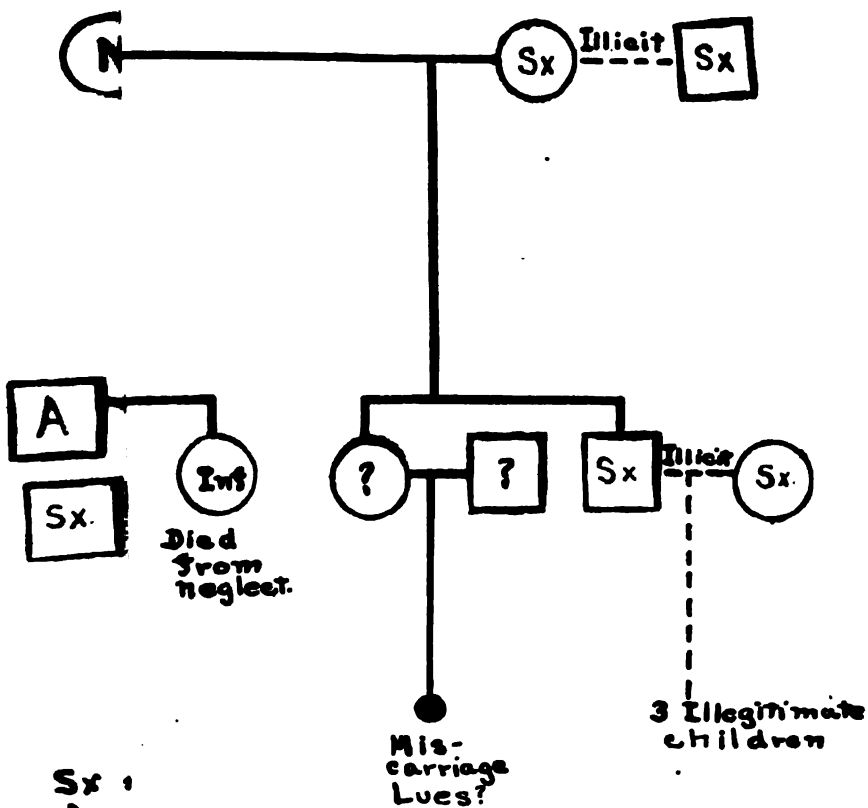 N
Sx
Illicit
Sx
A
Inf
?
?
Sx
Illicit
Sx.
Sx.
Died
from
neglect.
3 Illegitimate
children
Mis-
carriage
Lues?
Sx